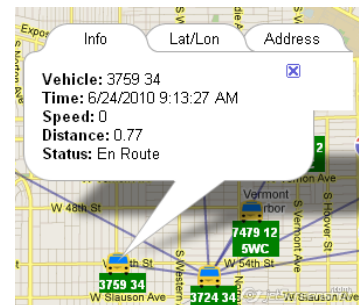 Info
Lat/Lon
Address
Vehicle: 3759 34
Time: 6/24/2010 9:13:27 AM
Speed: 0
Distance: 0.77
Status: En Route
W 48th St
Vermont
7479 12
5WC
W 54th St
3759 34
3724 34
W Slauson Ave
W Slauson Ave
S Vermont Ave
S Hoover St